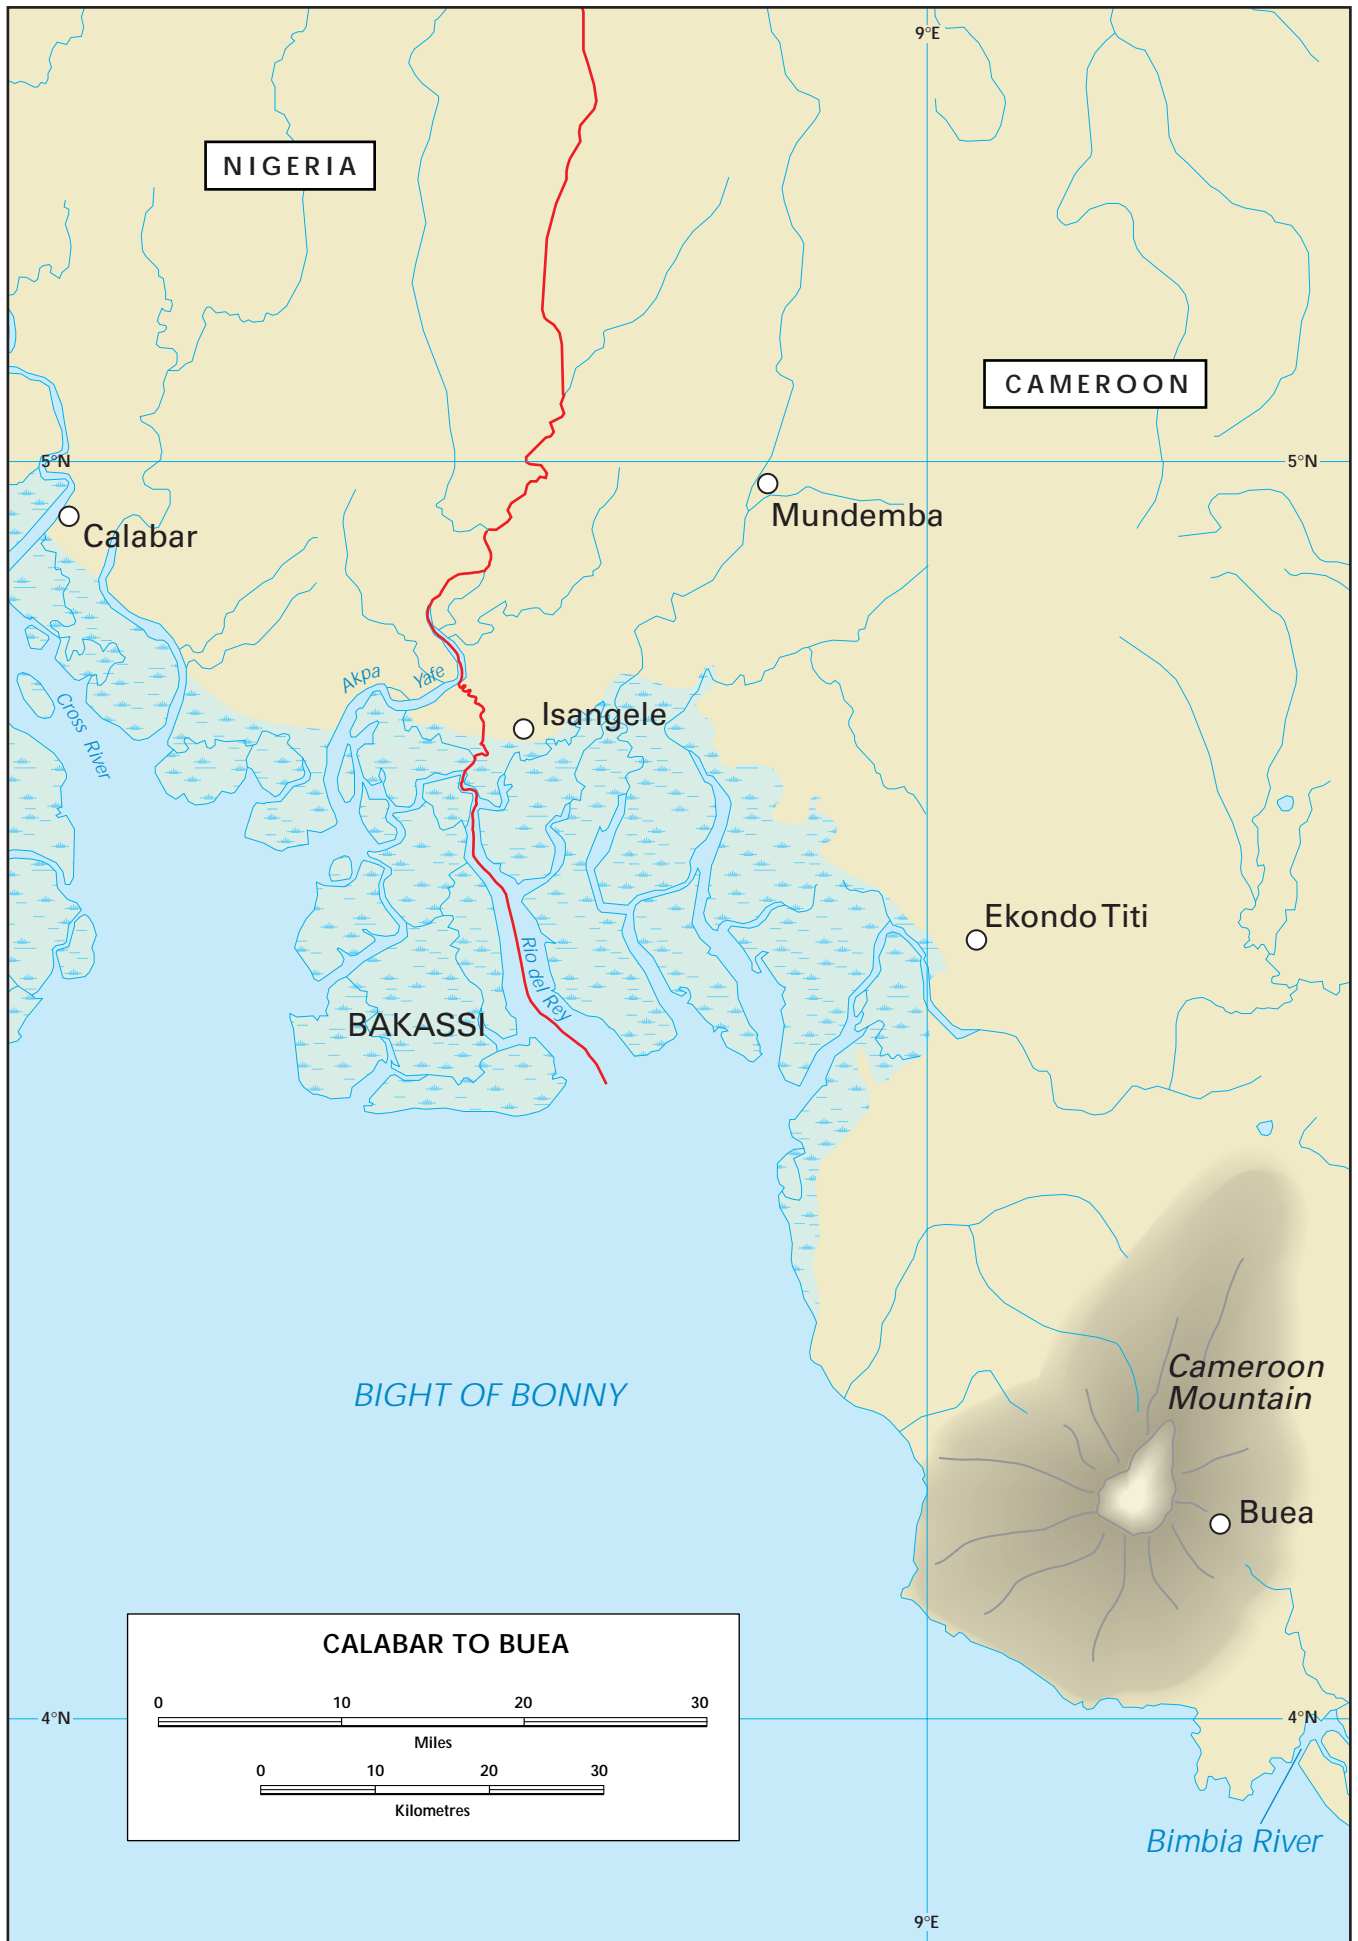 9°E
NIGERIA
CAMEROON
5°N
5°N
Mundemba
Calabar
Akpa Yafe
Cross River
Isangele
Ekondo Titi
Rio del Rey
BAKASSI
Cameroon
Mountain
BIGHT OF BONNY
Buea
CALABAR TO BUEA
0 10 20 30
Miles
0 10 20 30
Kilometres
4°N
4°N
Bimbia River
9°E